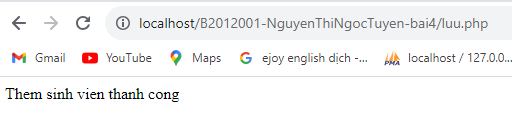 localhost/B2012001-NguyenThiNgocTuyen-bai4/luu.php
Gmail YouTube Maps ejoy english dịch -... localhost / 127.0.0...
Them sinh vien thanh cong